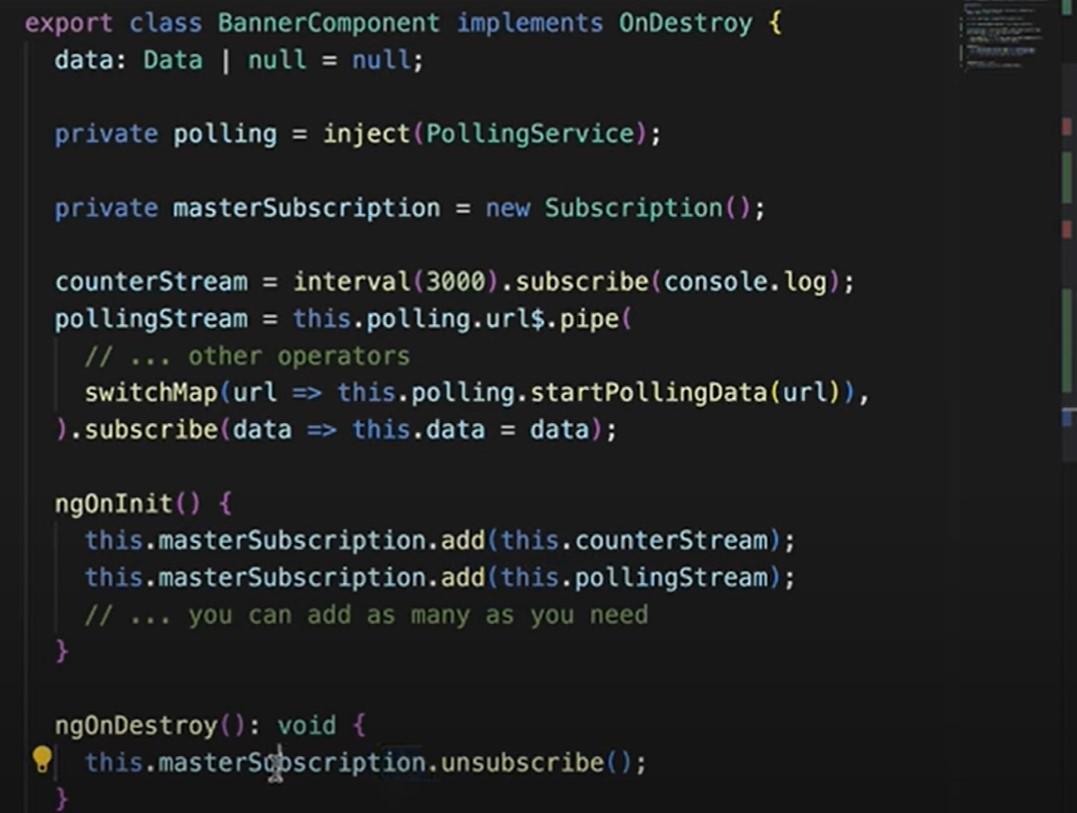 export class BannerComponent implements OnDestroy {
data: Data | null = null;
private polling = inject(PollingService);
private masterSubscription = new Subscription();
counterStream = interval(3000).subscribe(console.log);
pollingStream = this.polling.url$.pipe(
// ... other operators
switchMap(url => this.polling.startPollingData(url)),
).subscribe(data => this.data = data);
ngOnInit() {
this.masterSubscription.add(this.counterStream);
this.masterSubscription.add(this.pollingStream);
// ... you can add as many as you need
}
ngOnDestroy(): void {
this.masterSubscription.unsubscribe();
}